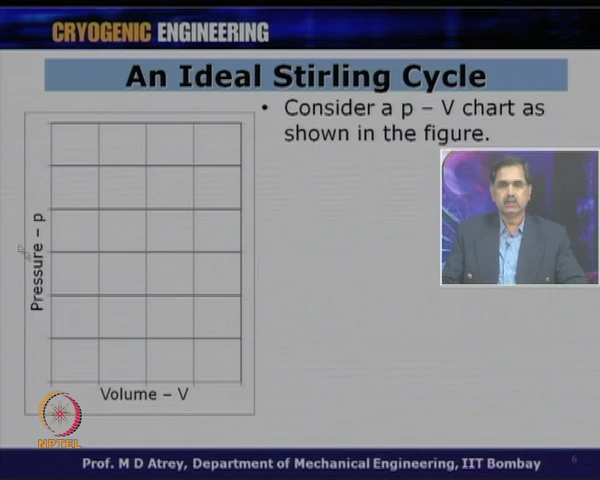 CRYOGENIC ENGINEERING
An Ideal Stirling Cycle
• Consider a p – V chart as
shown in the figure.
Pressure – p
Volume – V
NPTEL
Prof. M D Atrey, Department of Mechanical Engineering, IIT Bombay
6